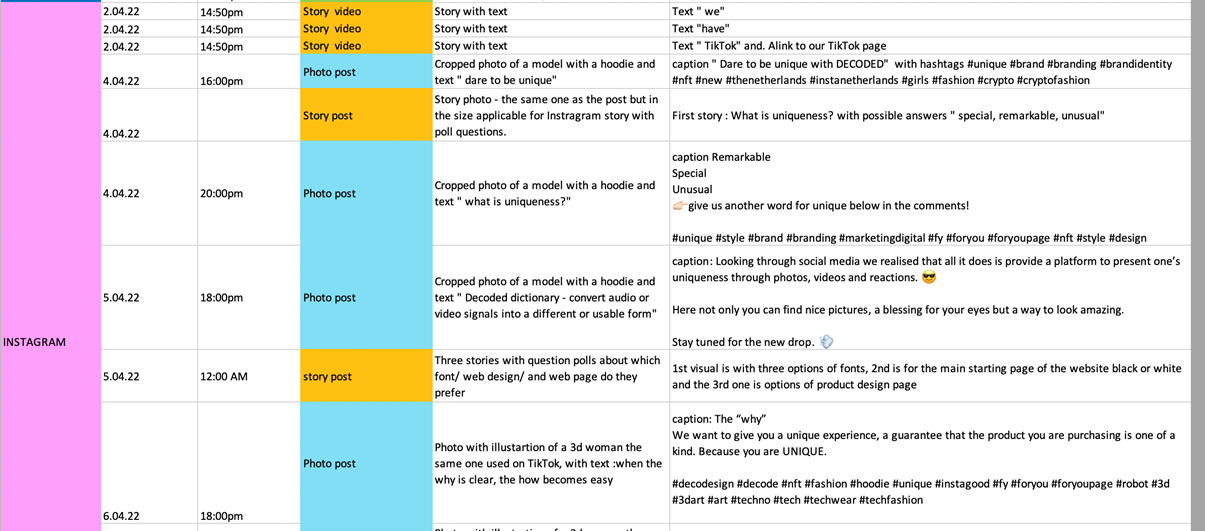 2.04.22 14:50pm Story video Story with text Text " we"
2.04.22 14:50pm Story video Story with text Text "have"
2.04.22 14:50pm Story video Story with text Text " TikTok" and. Alink to our TikTok page
4.04.22 16:00pm Photo post
Cropped photo of a model with a hoodie and
text " dare to be unique"
caption " Dare to be unique with DECODED" with hashtags #unique #brand #branding #brandidentity
#nft #new #thenetherlands #instanetherlands #girls #fashion #crypto #cryptofashion
4.04.22 Story post
Story photo - the same one as the post but in
the size applicable for Instragram story with
poll questions.
First story : What is uniqueness? with possible answers " special, remarkable, unusual"
4.04.22 20:00pm Photo post
Cropped photo of a model with a hoodie and
text " what is uniqueness?"
caption Remarkable
Special
Unusual
👉🏻give us another word for unique below in the comments!
#unique #style #brand #branding #marketingdigital #fy #foryou #foryoupage #nft #style #design
INSTAGRAM
5.04.22 18:00pm Photo post
Cropped photo of a model with a hoodie and
text " Decoded dictionary - convert audio or
video signals into a different or usable form"
caption: Looking through social media we realised that all it does is provide a platform to present one’s
uniqueness through photos, videos and reactions. 😎
Here not only you can find nice pictures, a blessing for your eyes but a way to look amazing.
Stay tuned for the new drop. 💨
5.04.22 12:00 AM story post
Three stories with question polls about which
font/ web design/ and web page do they
prefer
1st visual is with three options of fonts, 2nd is for the main starting page of the website black or white
and the 3rd one is options of product design page
6.04.22 18:00pm Photo post
Photo with illustartion of a 3d woman the
same one used on TikTok, with text :when the
why is clear, the how becomes easy
caption: The “why”
We want to give you a unique experience, a guarantee that the product you are purchasing is one of a
kind. Because you are UNIQUE.
#decodesign #decode #nft #fashion #hoodie #unique #instagood #fy #foryou #foryoupage #robot #3d
#3dart #art #techno #tech #techwear #techfashion